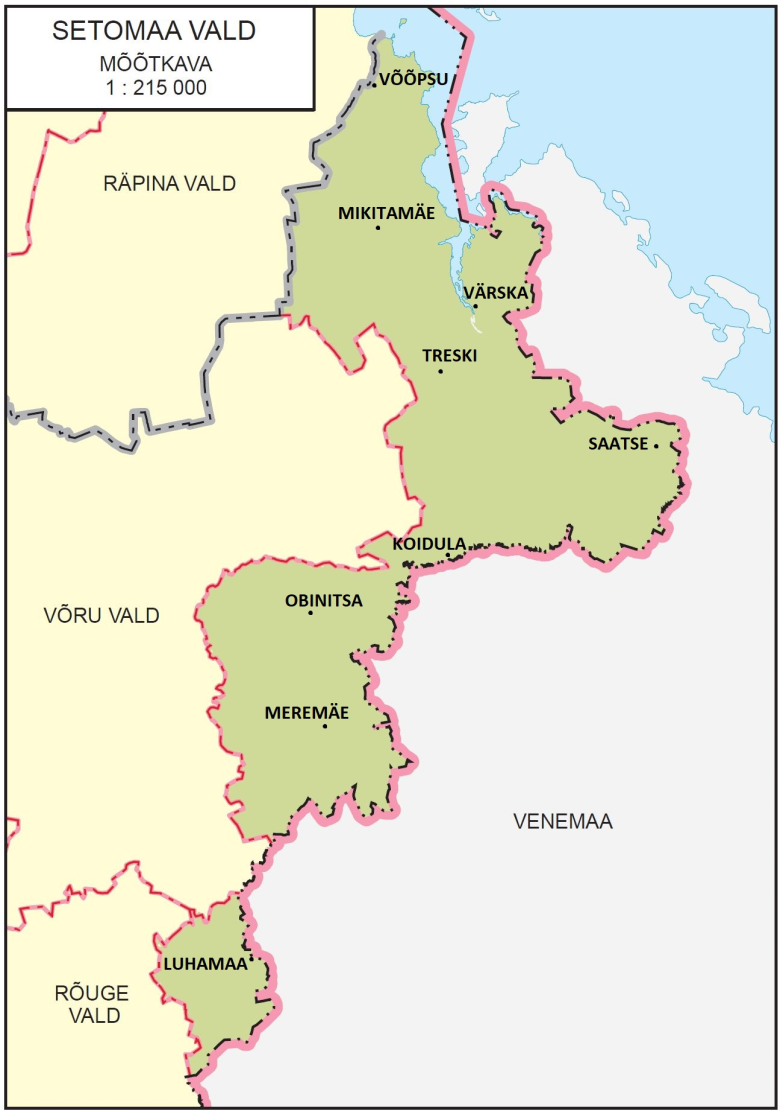 SETOMAA VALD
MÕÕTKAVA
1 : 215 000
VÕÕPSU
RÄPINA VALD
MIKITAMÄE
VÄRSKA
TRESKI
SAATSE
KOIDULA
OBINITSA
VÕRU VALD
MEREMÄE
VENEMAA
LUHAMAA
RÕUGE
VALD